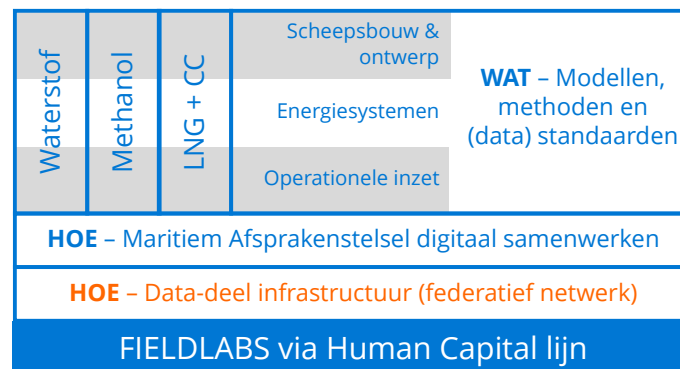 Waterstof
Methanol
LNG + CC
Scheepsbouw &
ontwerp
Energiesystemen
Operationele inzet
WAT – Modellen,
methoden en
(data) standaarden
HOE – Maritiem Afsprakenstelsel digitaal samenwerken
HOE – Data-deel infrastructuur (federatief netwerk)
FIELDLABS via Human Capital lijn